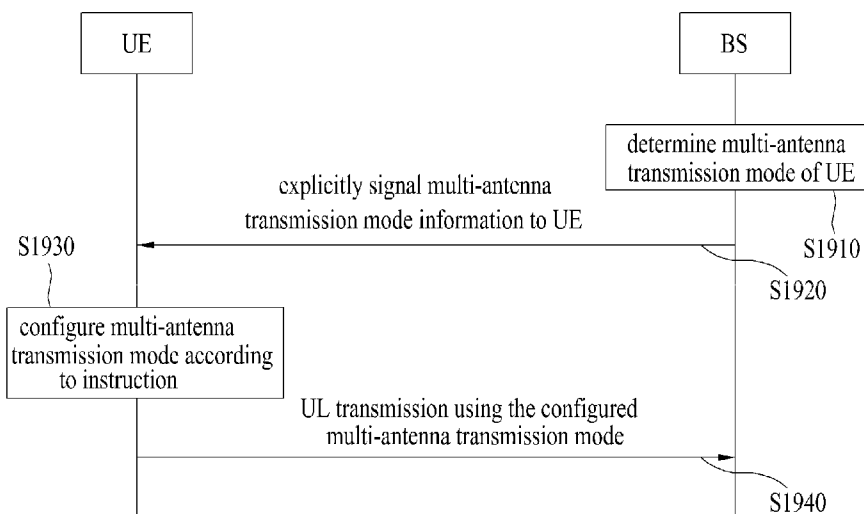 UE
BS
determine multi-antenna
transmission mode of UE
S1910
explicitly signal multi-antenna
transmission mode information to UE
S1920
S1930
configure multi-antenna
transmission mode according
to instruction
UL transmission using the configured
multi-antenna transmission mode
S1940